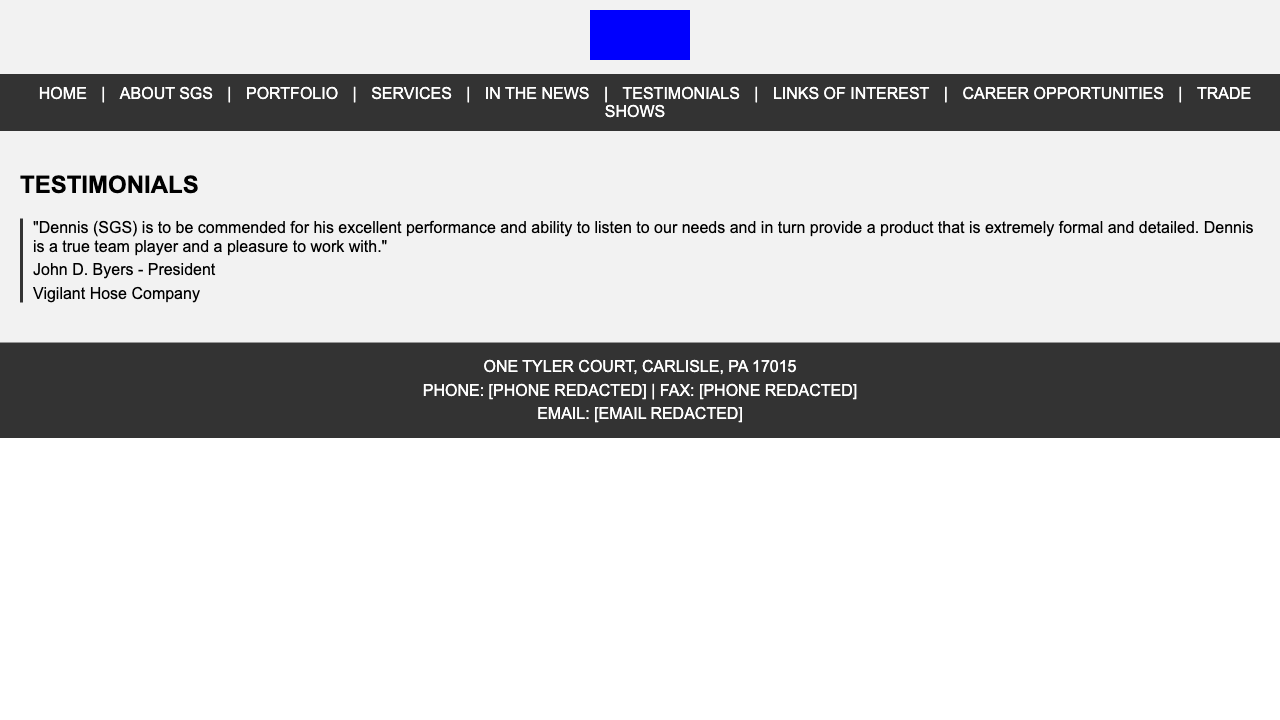 HOME | ABOUT SGS | PORTFOLIO | SERVICES | IN THE NEWS | TESTIMONIALS | LINKS OF INTEREST | CAREER OPPORTUNITIES | TRADE
SHOWS
TESTIMONIALS
"Dennis (SGS) is to be commended for his excellent performance and ability to listen to our needs and in turn provide a product that is extremely formal and detailed. Dennis
is a true team player and a pleasure to work with."
John D. Byers - President
Vigilant Hose Company
ONE TYLER COURT, CARLISLE, PA 17015
PHONE: [PHONE REDACTED] | FAX: [PHONE REDACTED]
EMAIL: [EMAIL REDACTED]